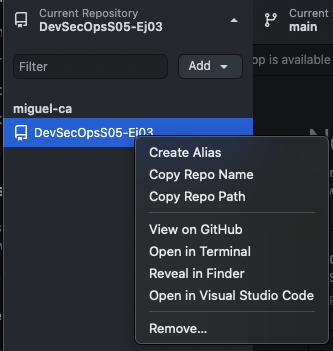 Current Repository
DevSecOpsS05-Ej03
Current
main
Filter
Add
op is available
miguel-ca
DevSecOpsS05-Ej03
Create Alias
Copy Repo Name
Copy Repo Path
View on GitHub
Open in Terminal
Reveal in Finder
Open in Visual Studio Code
Remove...